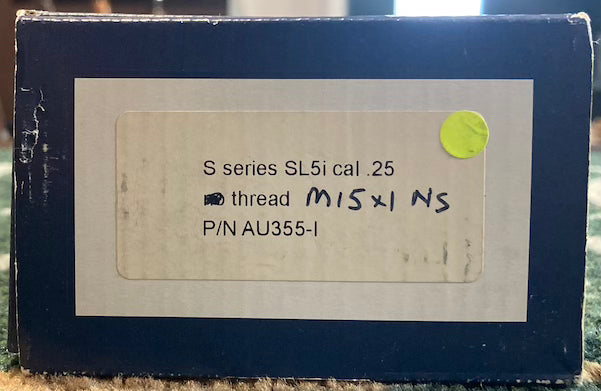 S series SL5i cal .25
thread M15x1 NS
P/N AU355-I